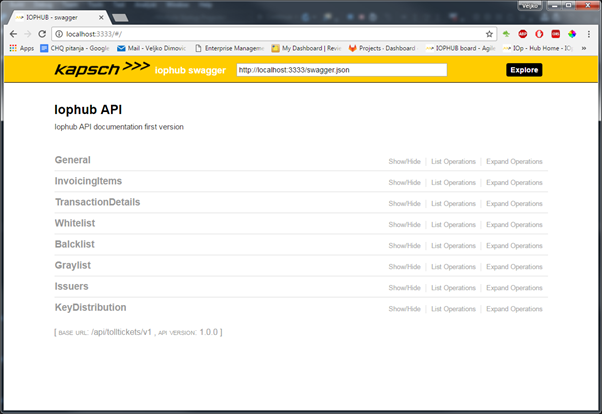 Veljko
IOPHUB - swagger
localhost:3333/#/
Apps
CHQ pitanja - Google
Mail - Veljko Dimovic
Enterprise Manageme
My Dashboard | Revie
Projects - Dashboard
IOPHUB board - Agile
IOp - Hub Home - IOp
kapsch >>> iophub swagger
http://localhost:3333/swagger.json
Explore
Iophub API
Iophub API documentation first version
General Show/Hide List Operations Expand Operations
InvoicingItems Show/Hide List Operations Expand Operations
TransactionDetails Show/Hide List Operations Expand Operations
Whitelist Show/Hide List Operations Expand Operations
Balcklist Show/Hide List Operations Expand Operations
Graylist Show/Hide List Operations Expand Operations
Issuers Show/Hide List Operations Expand Operations
KeyDistribution Show/Hide List Operations Expand Operations
[ BASE URL: /api/tolltickets/v1 , API VERSION: 1.0.0 ]